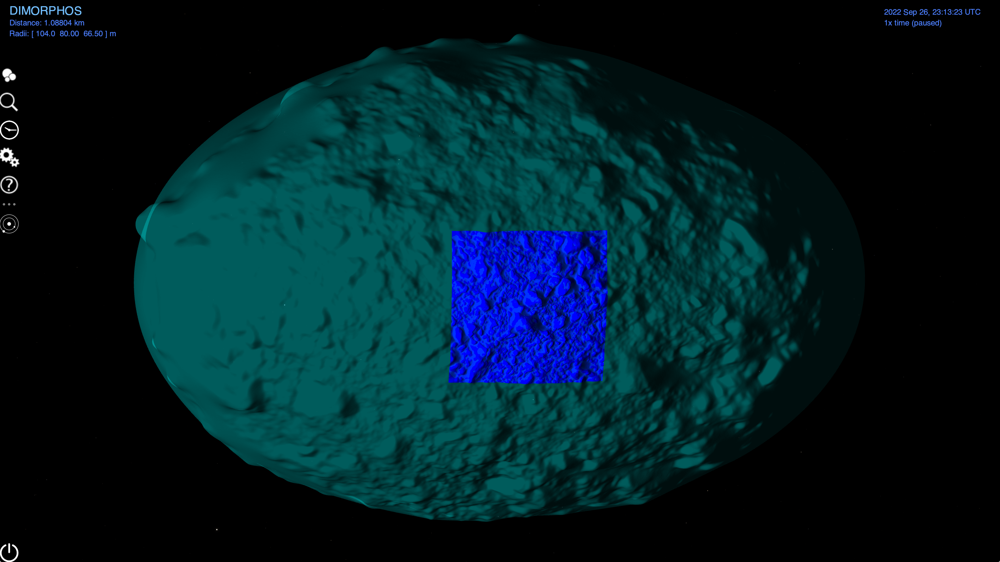 DIMORPHOS
Distance: 1.08804 km
Radii: [ 104.0 80.00 66.50 ] m
2022 Sep 26, 23:13:23 UTC
1x time (paused)